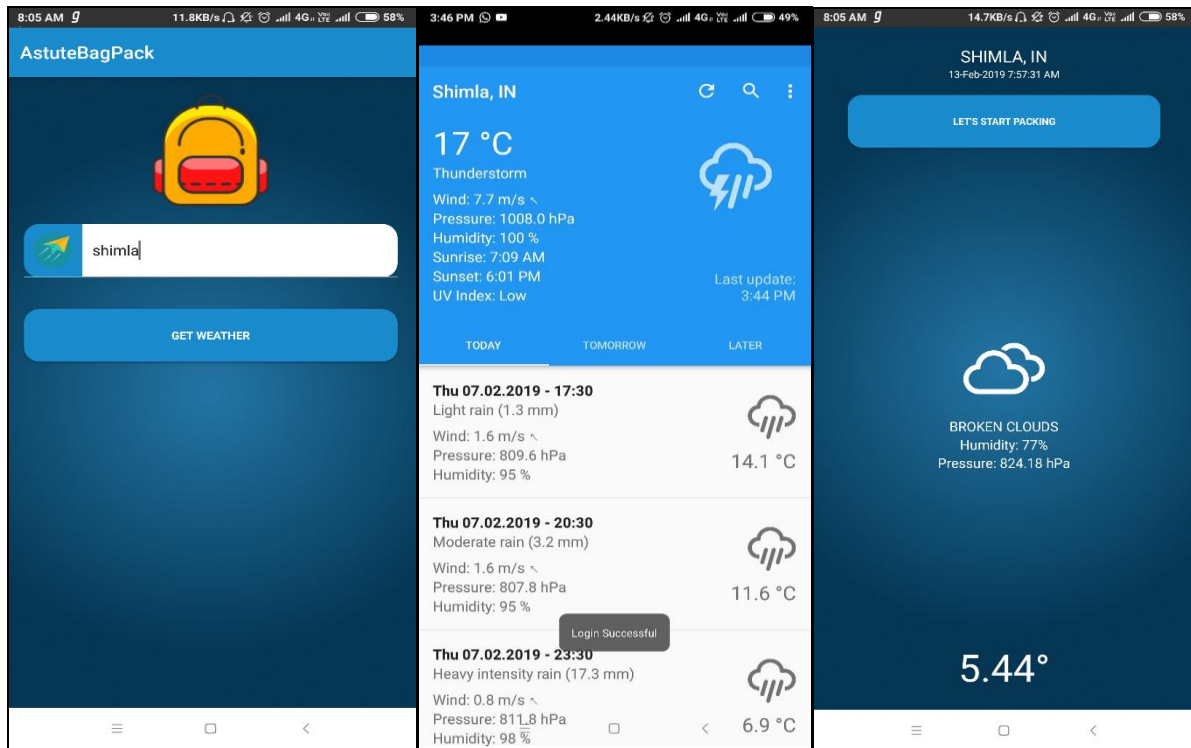 8:05 AM g 11.8KB/s 4G VoLTE 58%
AstuteBagPack
shimla
GET WEATHER
3:46 PM 2.44KB/s 4G VoLTE 49%
Shimla, IN
17 °C
Thunderstorm
Wind: 7.7 m/s ↖
Pressure: 1008.0 hPa
Humidity: 100 %
Sunrise: 7:09 AM
Sunset: 6:01 PM
UV Index: Low
Last update:
3:44 PM
TODAY TOMORROW LATER
Thu 07.02.2019 - 17:30
Light rain (1.3 mm)
Wind: 1.6 m/s ↖
Pressure: 809.6 hPa
Humidity: 95 %
14.1 °C
Thu 07.02.2019 - 20:30
Moderate rain (3.2 mm)
Wind: 1.6 m/s ↖
Pressure: 807.8 hPa
Humidity: 95 %
11.6 °C
Login Successful
Thu 07.02.2019 - 23:30
Heavy intensity rain (17.3 mm)
Wind: 0.8 m/s ↖
Pressure: 811.8 hPa
Humidity: 98 %
6.9 °C
8:05 AM g 14.7KB/s 4G VoLTE 58%
SHIMLA, IN
13-Feb-2019 7:57:31 AM
LET'S START PACKING
BROKEN CLOUDS
Humidity: 77%
Pressure: 824.18 hPa
5.44°